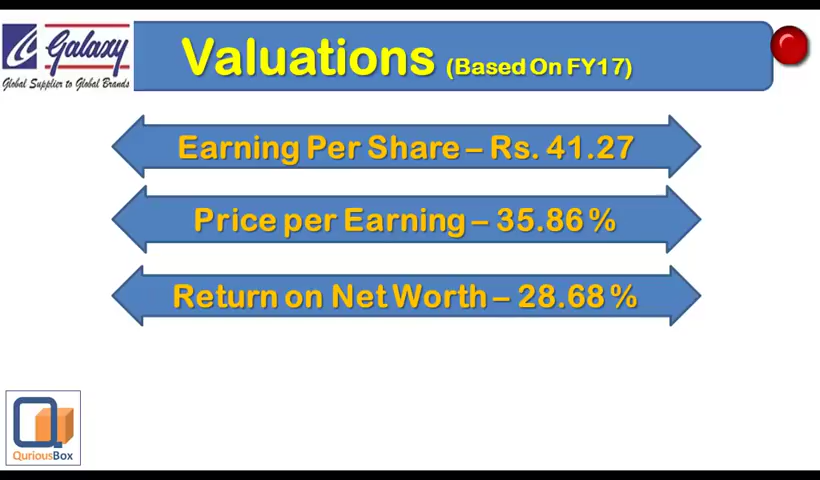 Galaxy
Global Supplier to Global Brands
Valuations (Based On FY17)
Earning Per Share – Rs. 41.27
Price per Earning – 35.86%
Return on Net Worth – 28.68%
QuriousBox